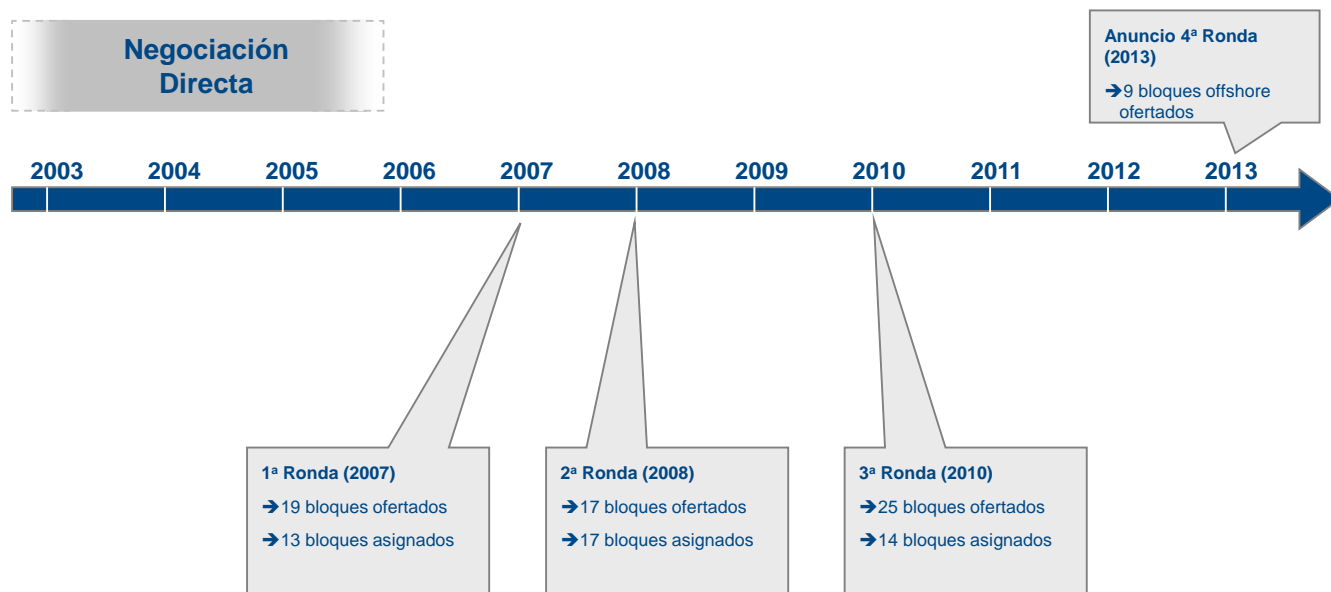 Negociación
Directa
Anuncio 4ª Ronda
(2013)
➔9 bloques offshore
ofertados
2003 2004 2005 2006 2007 2008 2009 2010 2011 2012 2013
1ª Ronda (2007)
➔19 bloques ofertados
➔13 bloques asignados
2ª Ronda (2008)
➔17 bloques ofertados
➔17 bloques asignados
3ª Ronda (2010)
➔25 bloques ofertados
➔14 bloques asignados